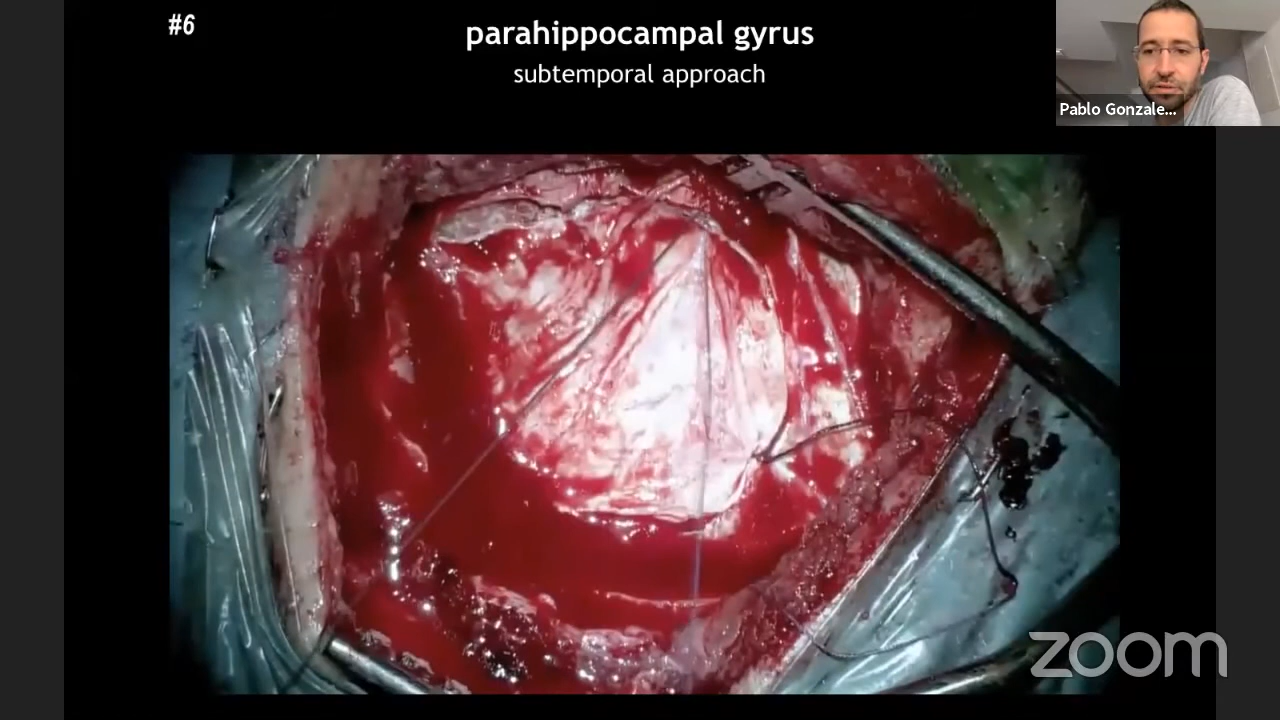 #6
parahippocampal gyrus
subtemporal approach
Pablo Gonzale...
zoom